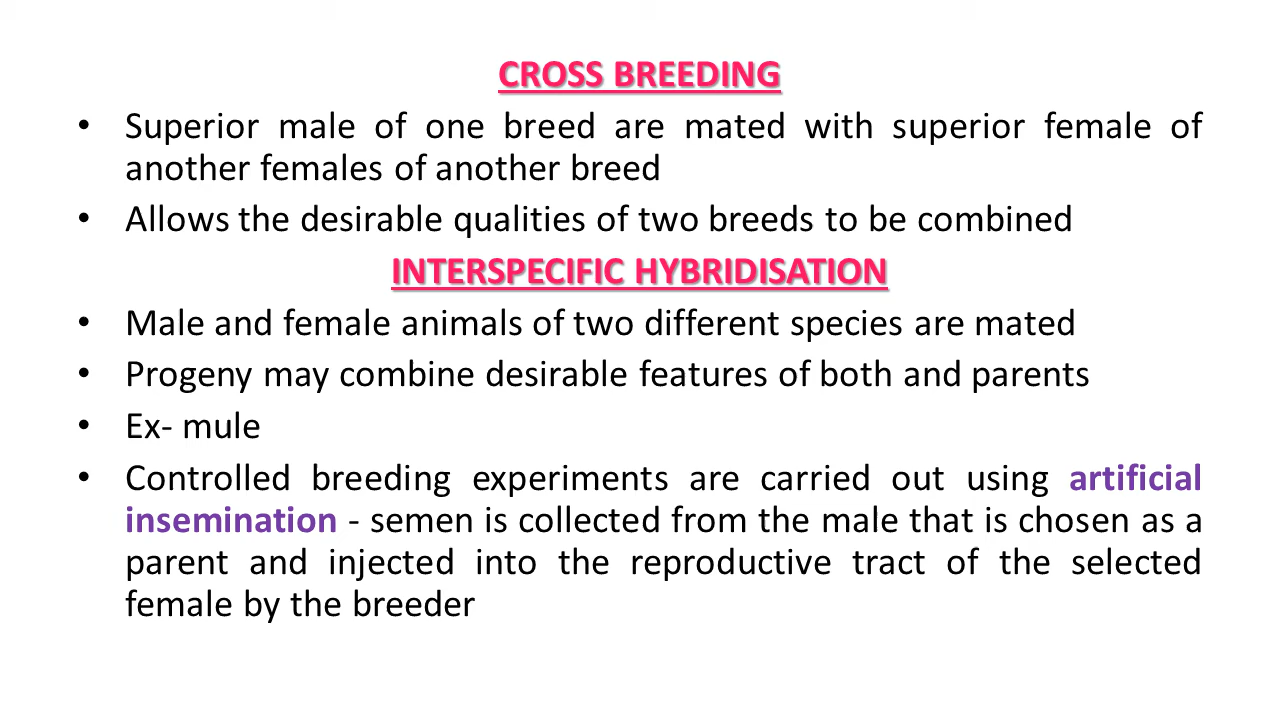 CROSS BREEDING
• Superior male of one breed are mated with superior female of
another females of another breed
• Allows the desirable qualities of two breeds to be combined
INTERSPECIFIC HYBRIDISATION
• Male and female animals of two different species are mated
• Progeny may combine desirable features of both and parents
• Ex- mule
• Controlled breeding experiments are carried out using artificial
insemination - semen is collected from the male that is chosen as a
parent and injected into the reproductive tract of the selected
female by the breeder